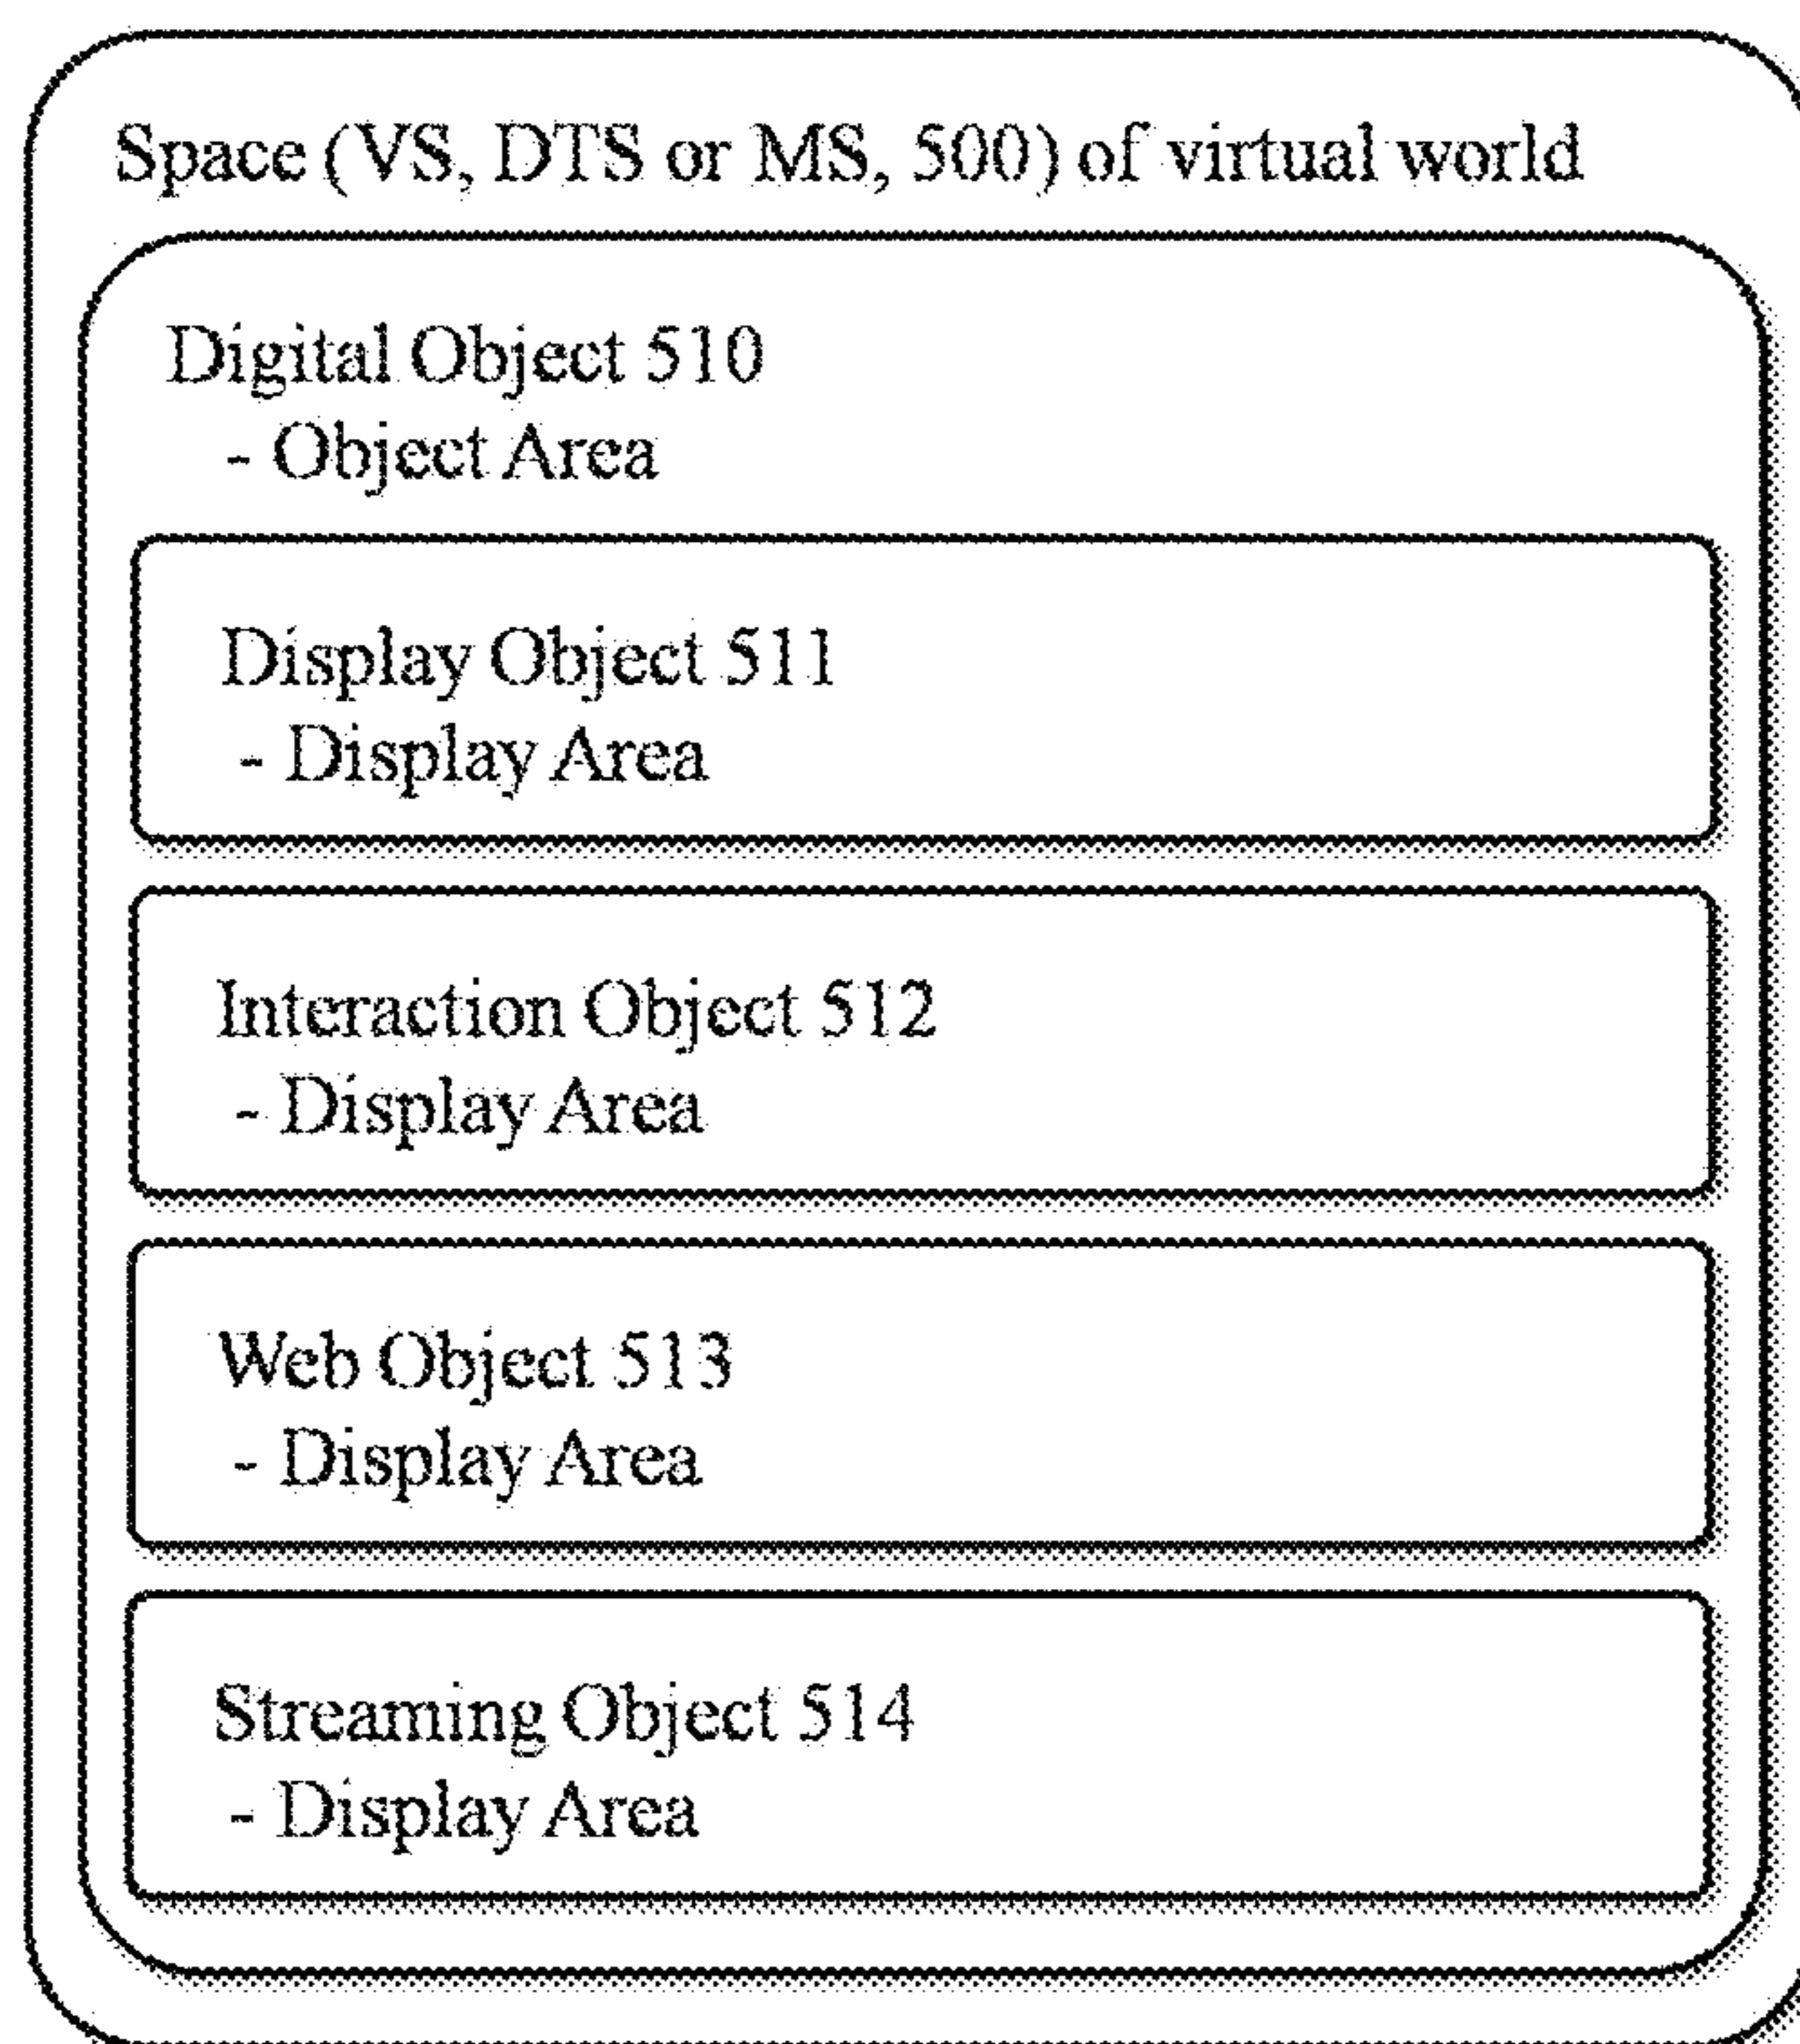 Space (VS, DTS or MS, 500) of virtual world
Digital Object 510
- Object Area
Display Object 511
- Display Area
Interaction Object 512
- Display Area
Web Object 513
- Display Area
Streaming Object 514
- Display Area